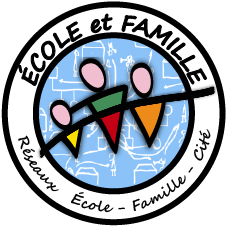 ÉCOLE et FAMILLE
Réseaux École - Famille - Cité